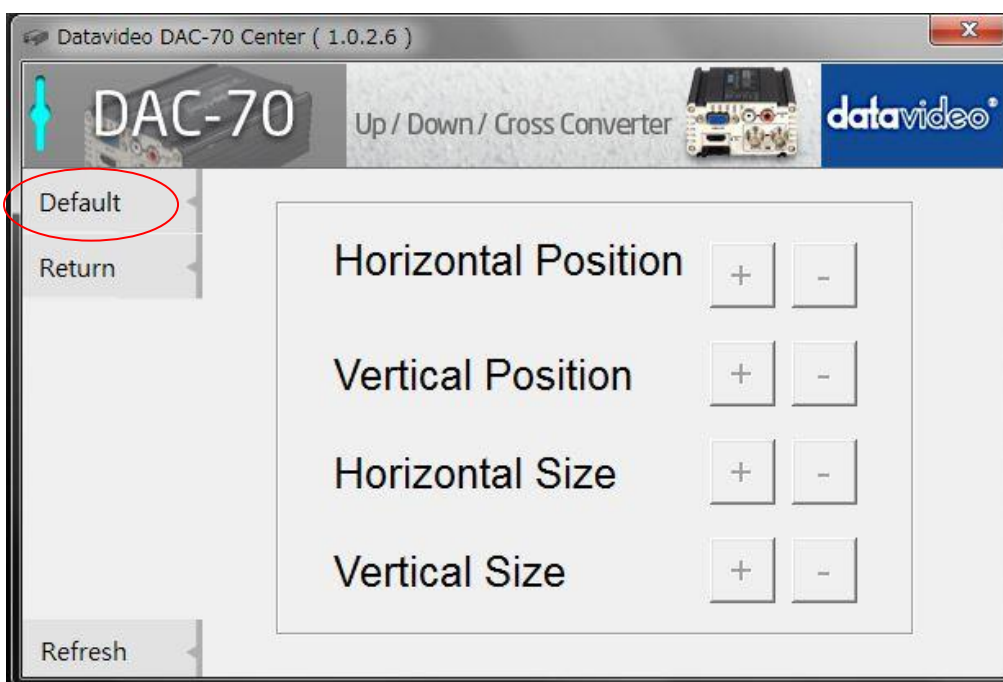 Datavideo DAC-70 Center ( 1.0.2.6 )
x
DAC-70
Up / Down / Cross Converter
datavideo
Default
Return
Horizontal Position + -
Vertical Position + -
Horizontal Size + -
Vertical Size + -
Refresh